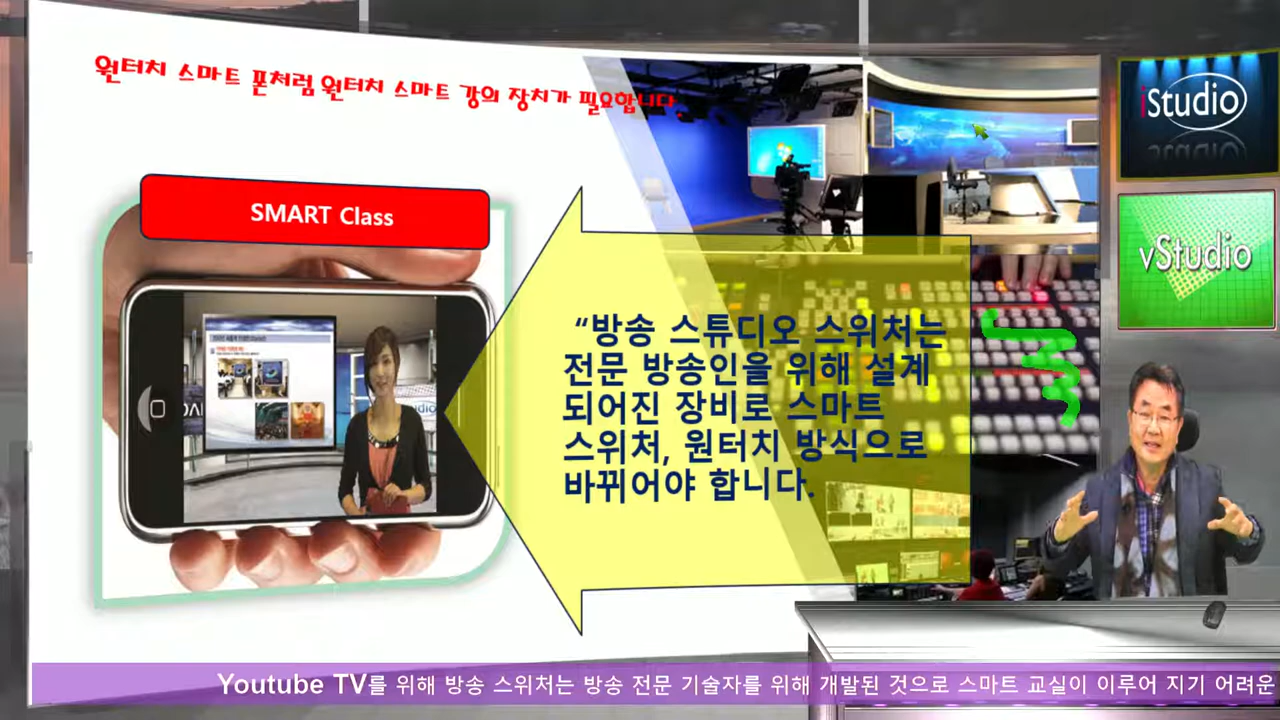 원터치 스마트 폰처럼 원터치 스마트 강의 장치가 필요합니다.
iStudio
SMART Class
vStudio
“방송 스튜디오 스위처는
전문 방송인을 위해 설계
되어진 장비로 스마트
스위처, 원터치 방식으로
바뀌어야 합니다.
Youtube TV를 위해 방송 스위처는 방송 전문 기술자를 위해 개발된 것으로 스마트 교실이 이루어 지기 어려운